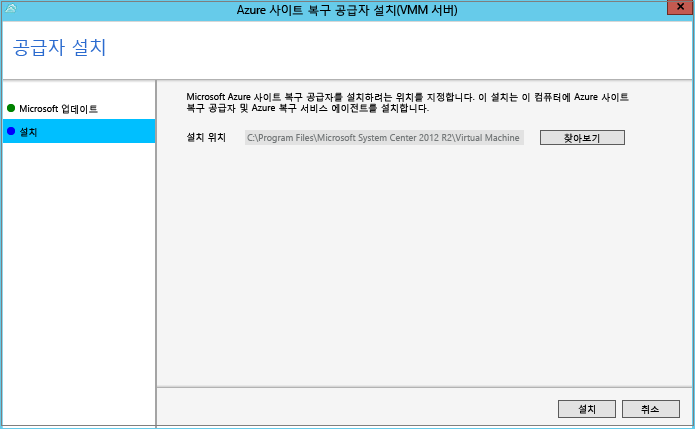 Azure 사이트 복구 공급자 설치(VMM 서버)
공급자 설치
Microsoft 업데이트
설치
Microsoft Azure 사이트 복구 공급자를 설치하려는 위치를 지정합니다. 이 설치는 이 컴퓨터에 Azure 사이트
복구 공급자 및 Azure 복구 서비스 에이전트를 설치합니다.
설치 위치 C:\Program Files\Microsoft System Center 2012 R2\Virtual Machine 찾아보기
설치 취소